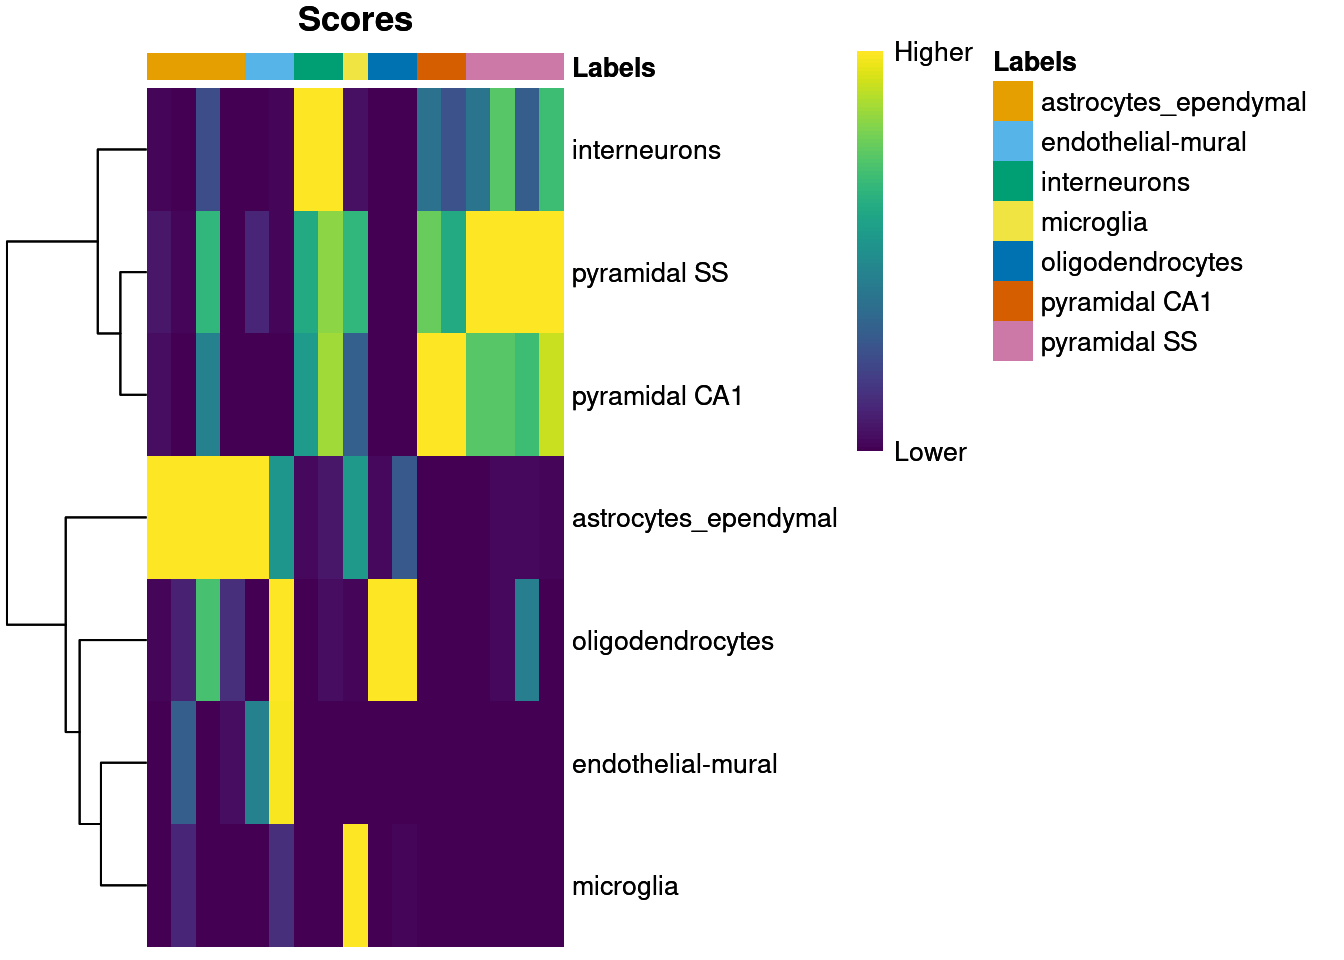 Scores
Labels
interneurons
pyramidal SS
pyramidal CA1
astrocytes_ependymal
oligodendrocytes
endothelial-mural
microglia
Higher
Lower
Labels
astrocytes_ependymal
endothelial-mural
interneurons
microglia
oligodendrocytes
pyramidal CA1
pyramidal SS